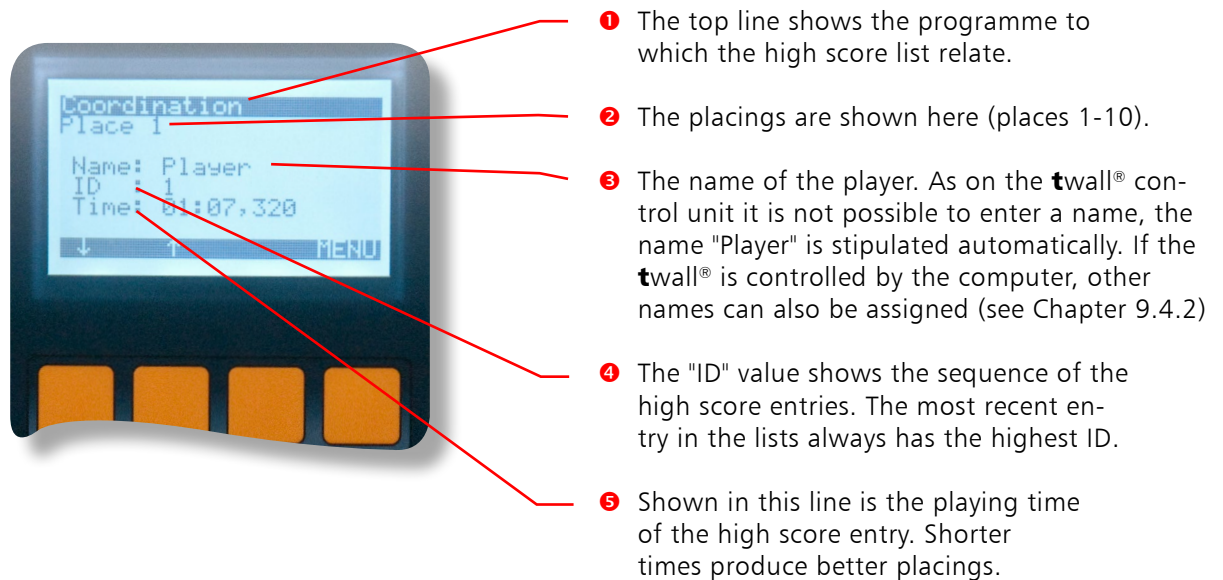 Coordination
Place 1
Name: Player
ID : 1
Time: 01:07,320
↓ ↑ MENU
❶ The top line shows the programme to
which the high score list relate.
❷ The placings are shown here (places 1-10).
❸ The name of the player. As on the twall® con-
trol unit it is not possible to enter a name, the
name "Player" is stipulated automatically. If the
twall® is controlled by the computer, other
names can also be assigned (see Chapter 9.4.2)
❹ The "ID" value shows the sequence of the
high score entries. The most recent en-
try in the lists always has the highest ID.
❺ Shown in this line is the playing time
of the high score entry. Shorter
times produce better placings.